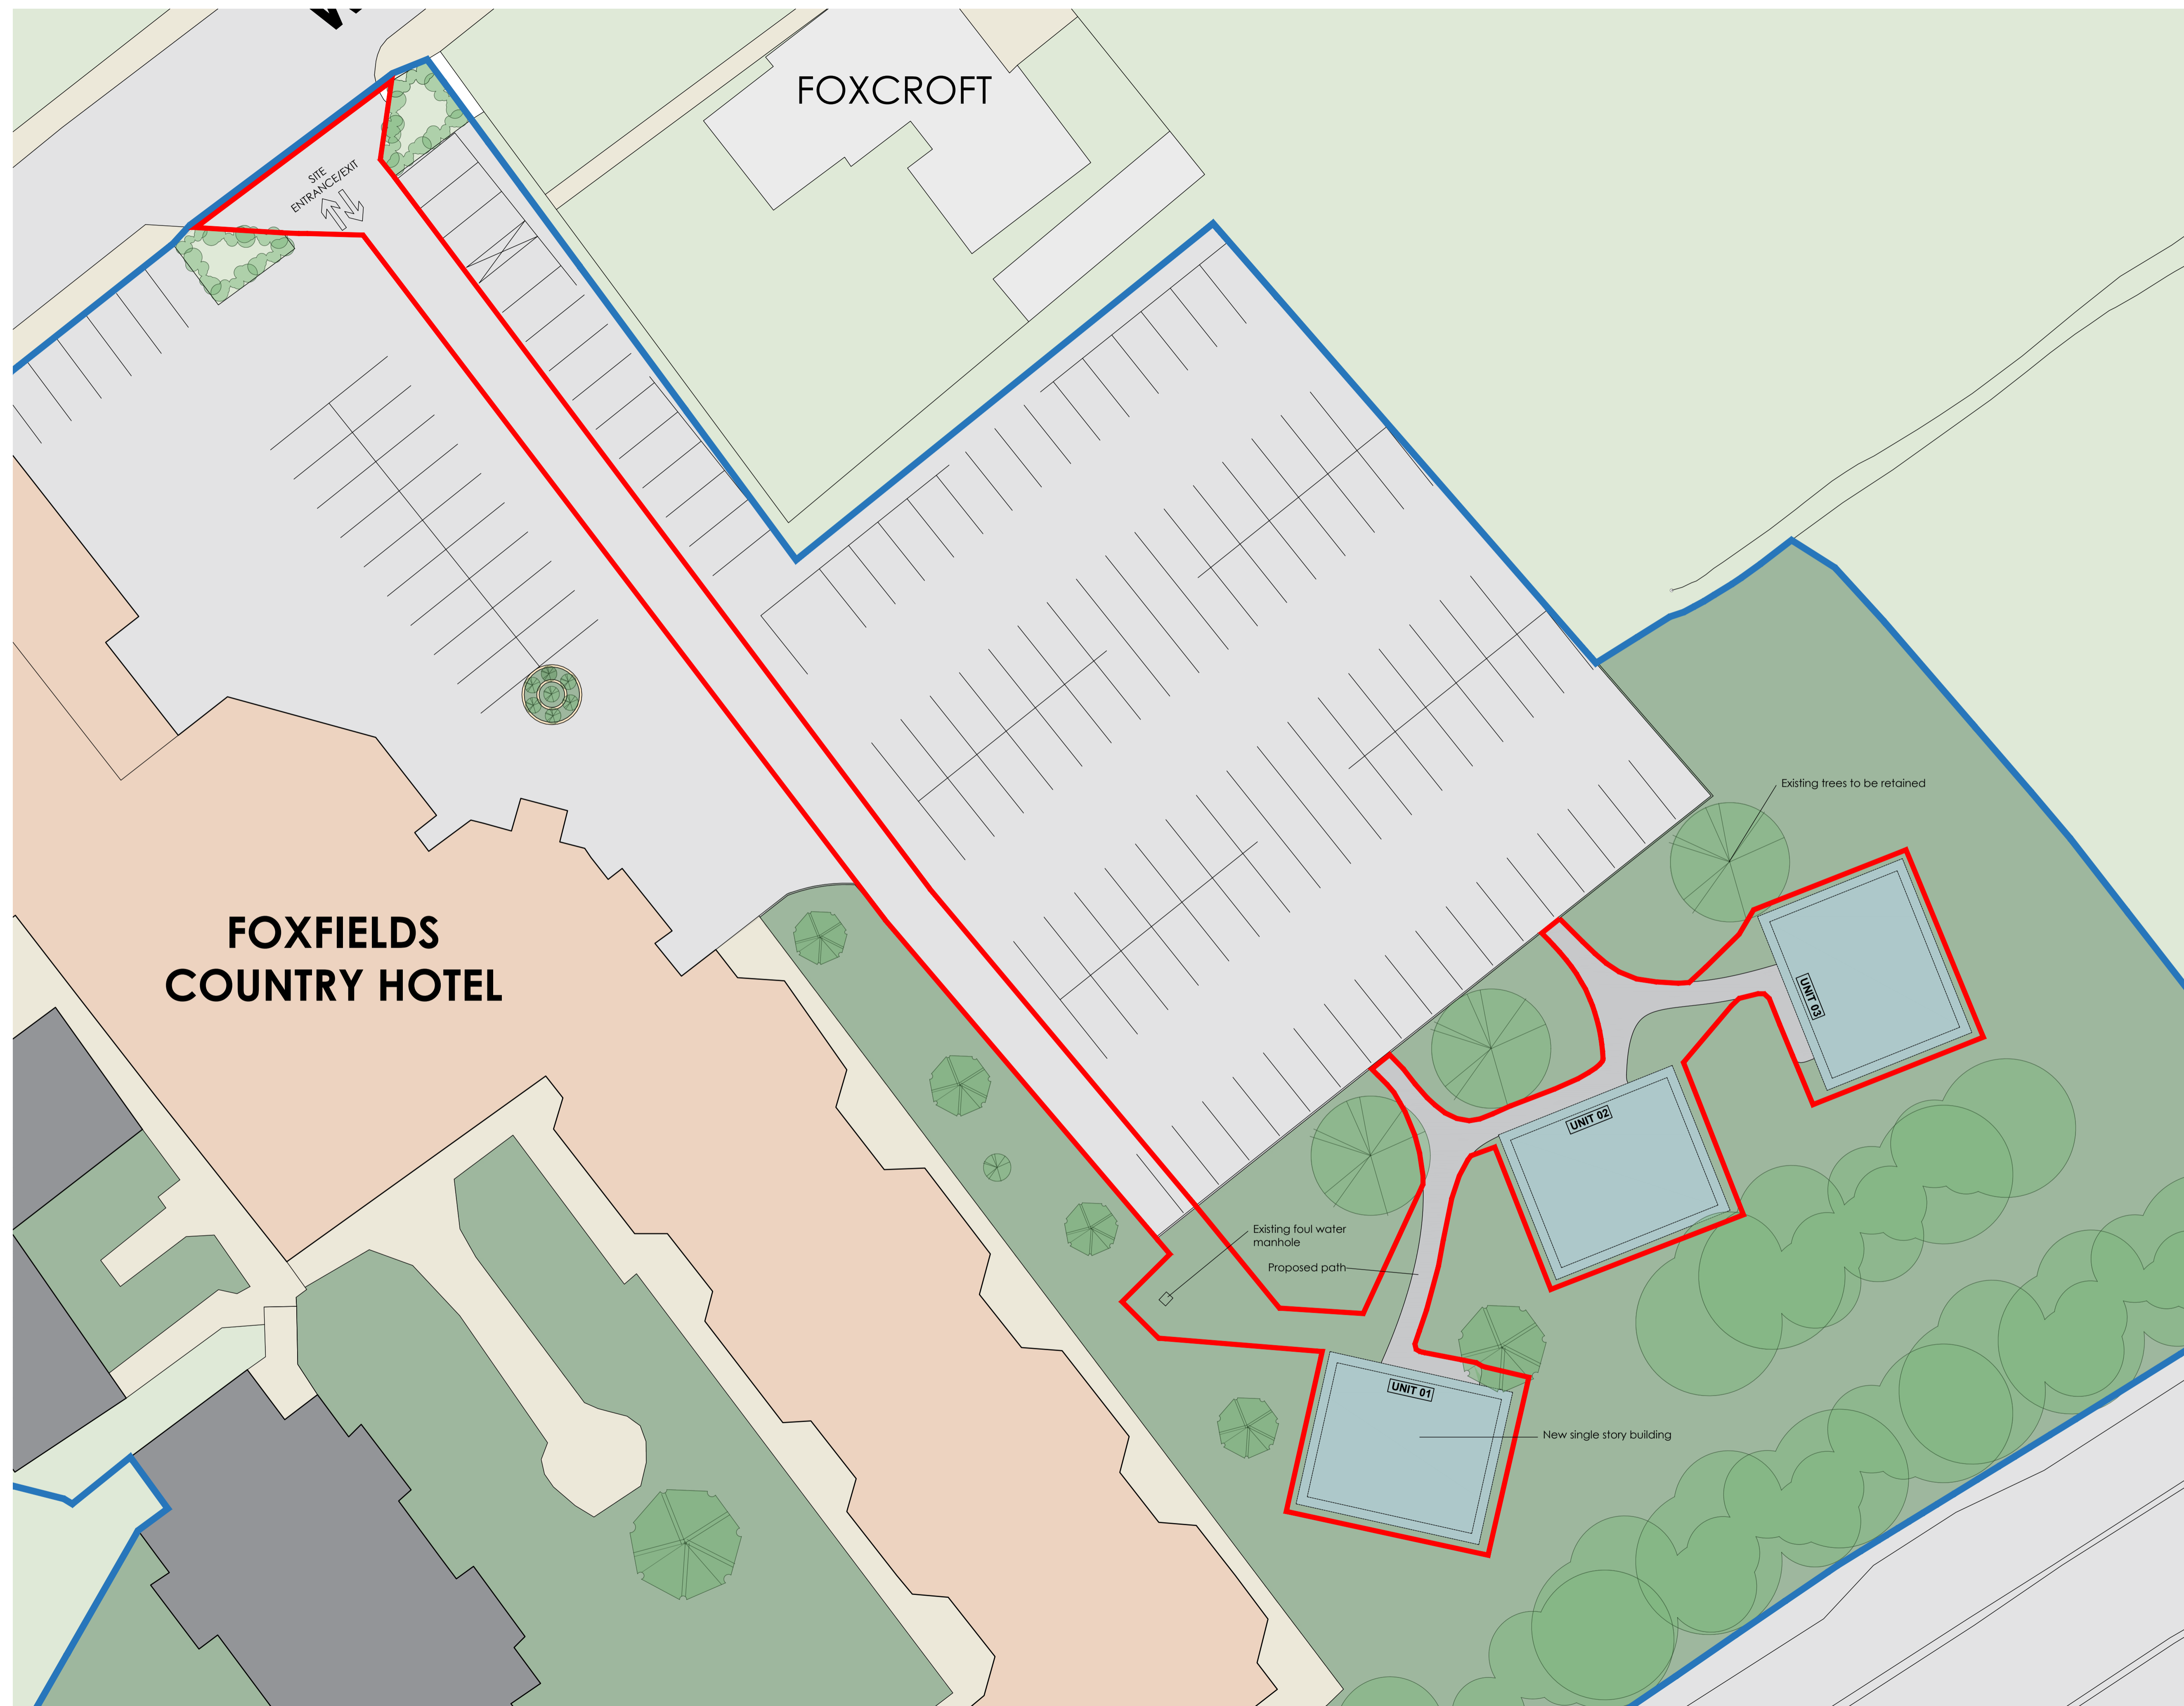 FOXCROFT
SITE
ENTRANCE/EXIT
Existing trees to be retained
FOXFIELDS
COUNTRY HOTEL
UNIT 03
UNIT 02
Existing foul water
manhole
Proposed path
UNIT 01
New single story building